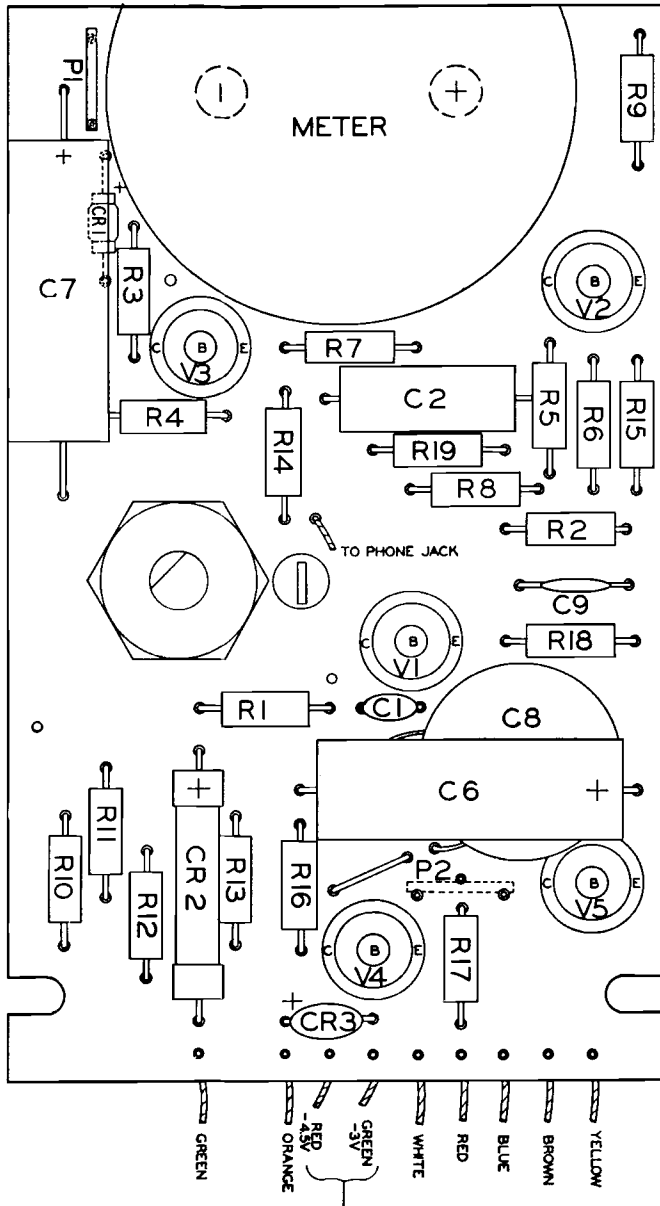 P1
− +
METER
R9
+
+
CR1
C7
R3
C B E
V2
C B E
V3
R7
C2
R5
R6
R15
R4
R14
R19
R8
R2
TO PHONE JACK
C9
C B E
V1
R18
R1
C1
C8
+
C6
+
R11
R10
R12
CR2
R13
R16
P2
C B E
V5
R17
C B E
V4
+
CR3
GREEN
ORANGE
RED
-4.5V
GREEN
-3V
WHITE
RED
BLUE
BROWN
YELLOW